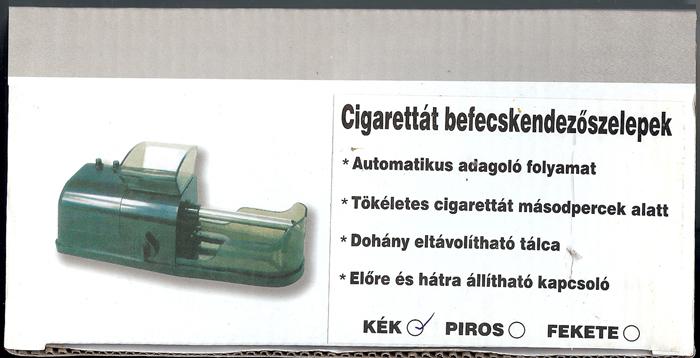 Cigarettát befecskendezőszelepek
* Automatikus adagoló folyamat
* Tökéletes cigarettát másodpercek alatt
* Dohány eltávolítható tálca
* Előre és hátra állítható kapcsoló
KÉK PIROS FEKETE